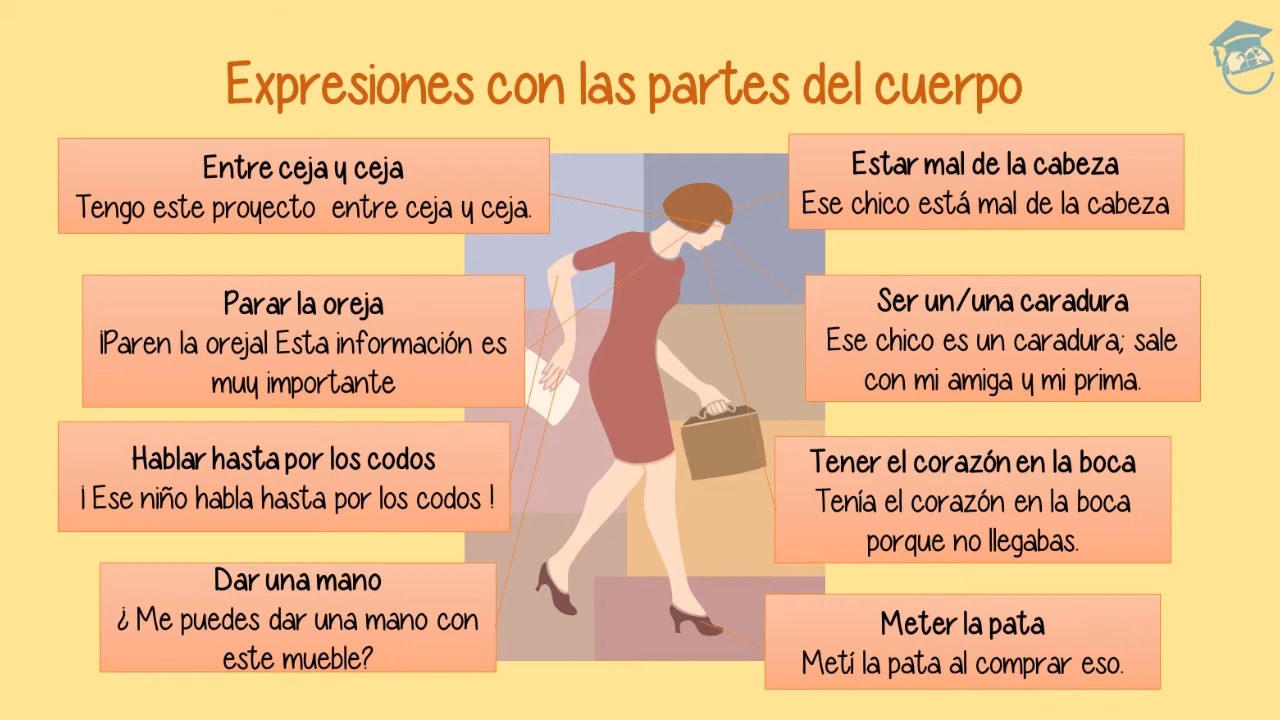 Expresiones con las partes del cuerpo
Entre ceja y ceja
Tengo este proyecto entre ceja y ceja.
Parar la oreja
¡Paren la oreja! Esta información es
muy importante
Hablar hasta por los codos
¡ Ese niño habla hasta por los codos !
Dar una mano
¿ Me puedes dar una mano con
este mueble?
Estar mal de la cabeza
Ese chico está mal de la cabeza
Ser un/una caradura
Ese chico es un caradura; sale
con mi amiga y mi prima.
Tener el corazón en la boca
Tenía el corazón en la boca
porque no llegabas.
Meter la pata
Metí la pata al comprar eso.